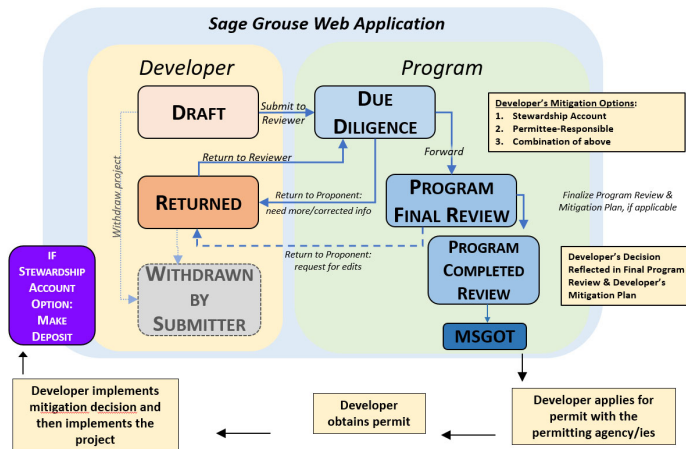 Sage Grouse Web Application
Developer
Program
DRAFT
Submit to
Reviewer
DUE
DILIGENCE
Developer's Mitigation Options:
1. Stewardship Account
2. Permittee-Responsible
3. Combination of above
Forward
Return to Reviewer
Withdraw project
RETURNED
Return to Proponent:
need more/corrected info
PROGRAM
FINAL REVIEW
Finalize Program Review &
Mitigation Plan, if applicable
Return to Proponent:
request for edits
PROGRAM
COMPLETED
REVIEW
Developer's Decision
Reflected in Final Program
Review & Developer's
Mitigation Plan
IF
STEWARDSHIP
ACCOUNT
OPTION:
MAKE
DEPOSIT
WITHDRAWN
BY
SUBMITTER
MSGOT
Developer implements
mitigation decision and
then implements the
project
Developer
obtains permit
Developer applies for
permit with the
permitting agency/ies